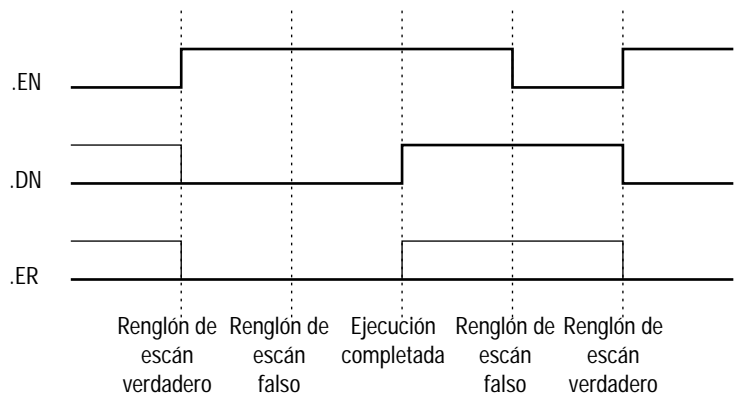 .EN
.DN
.ER
Renglón de
escán
verdadero
Renglón de
escán
falso
Ejecución
completada
Renglón de
escán
falso
Renglón de
escán
verdadero